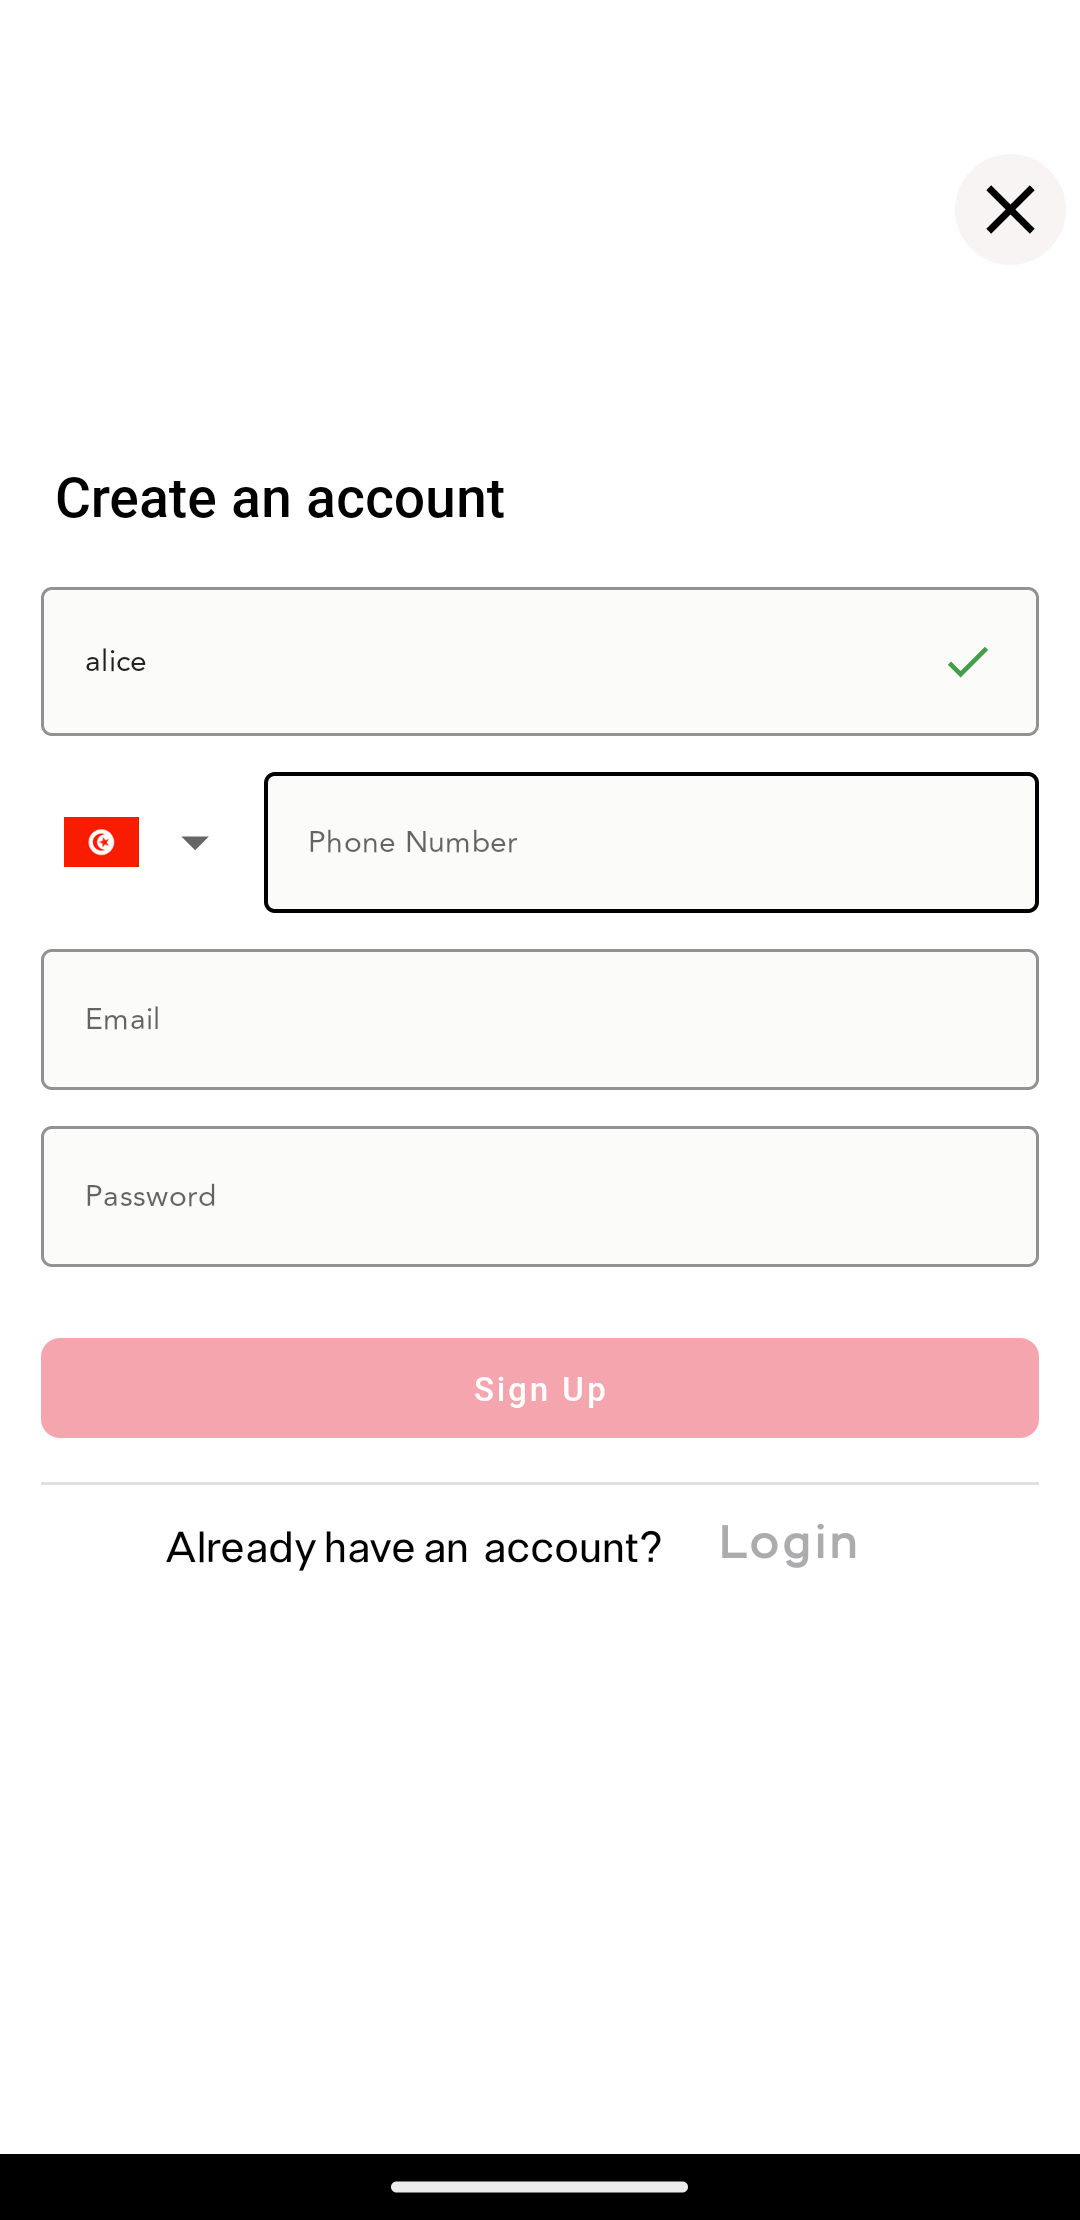 Create an account
alice
Phone Number
Email
Password
Sign Up
Already have an account? Login